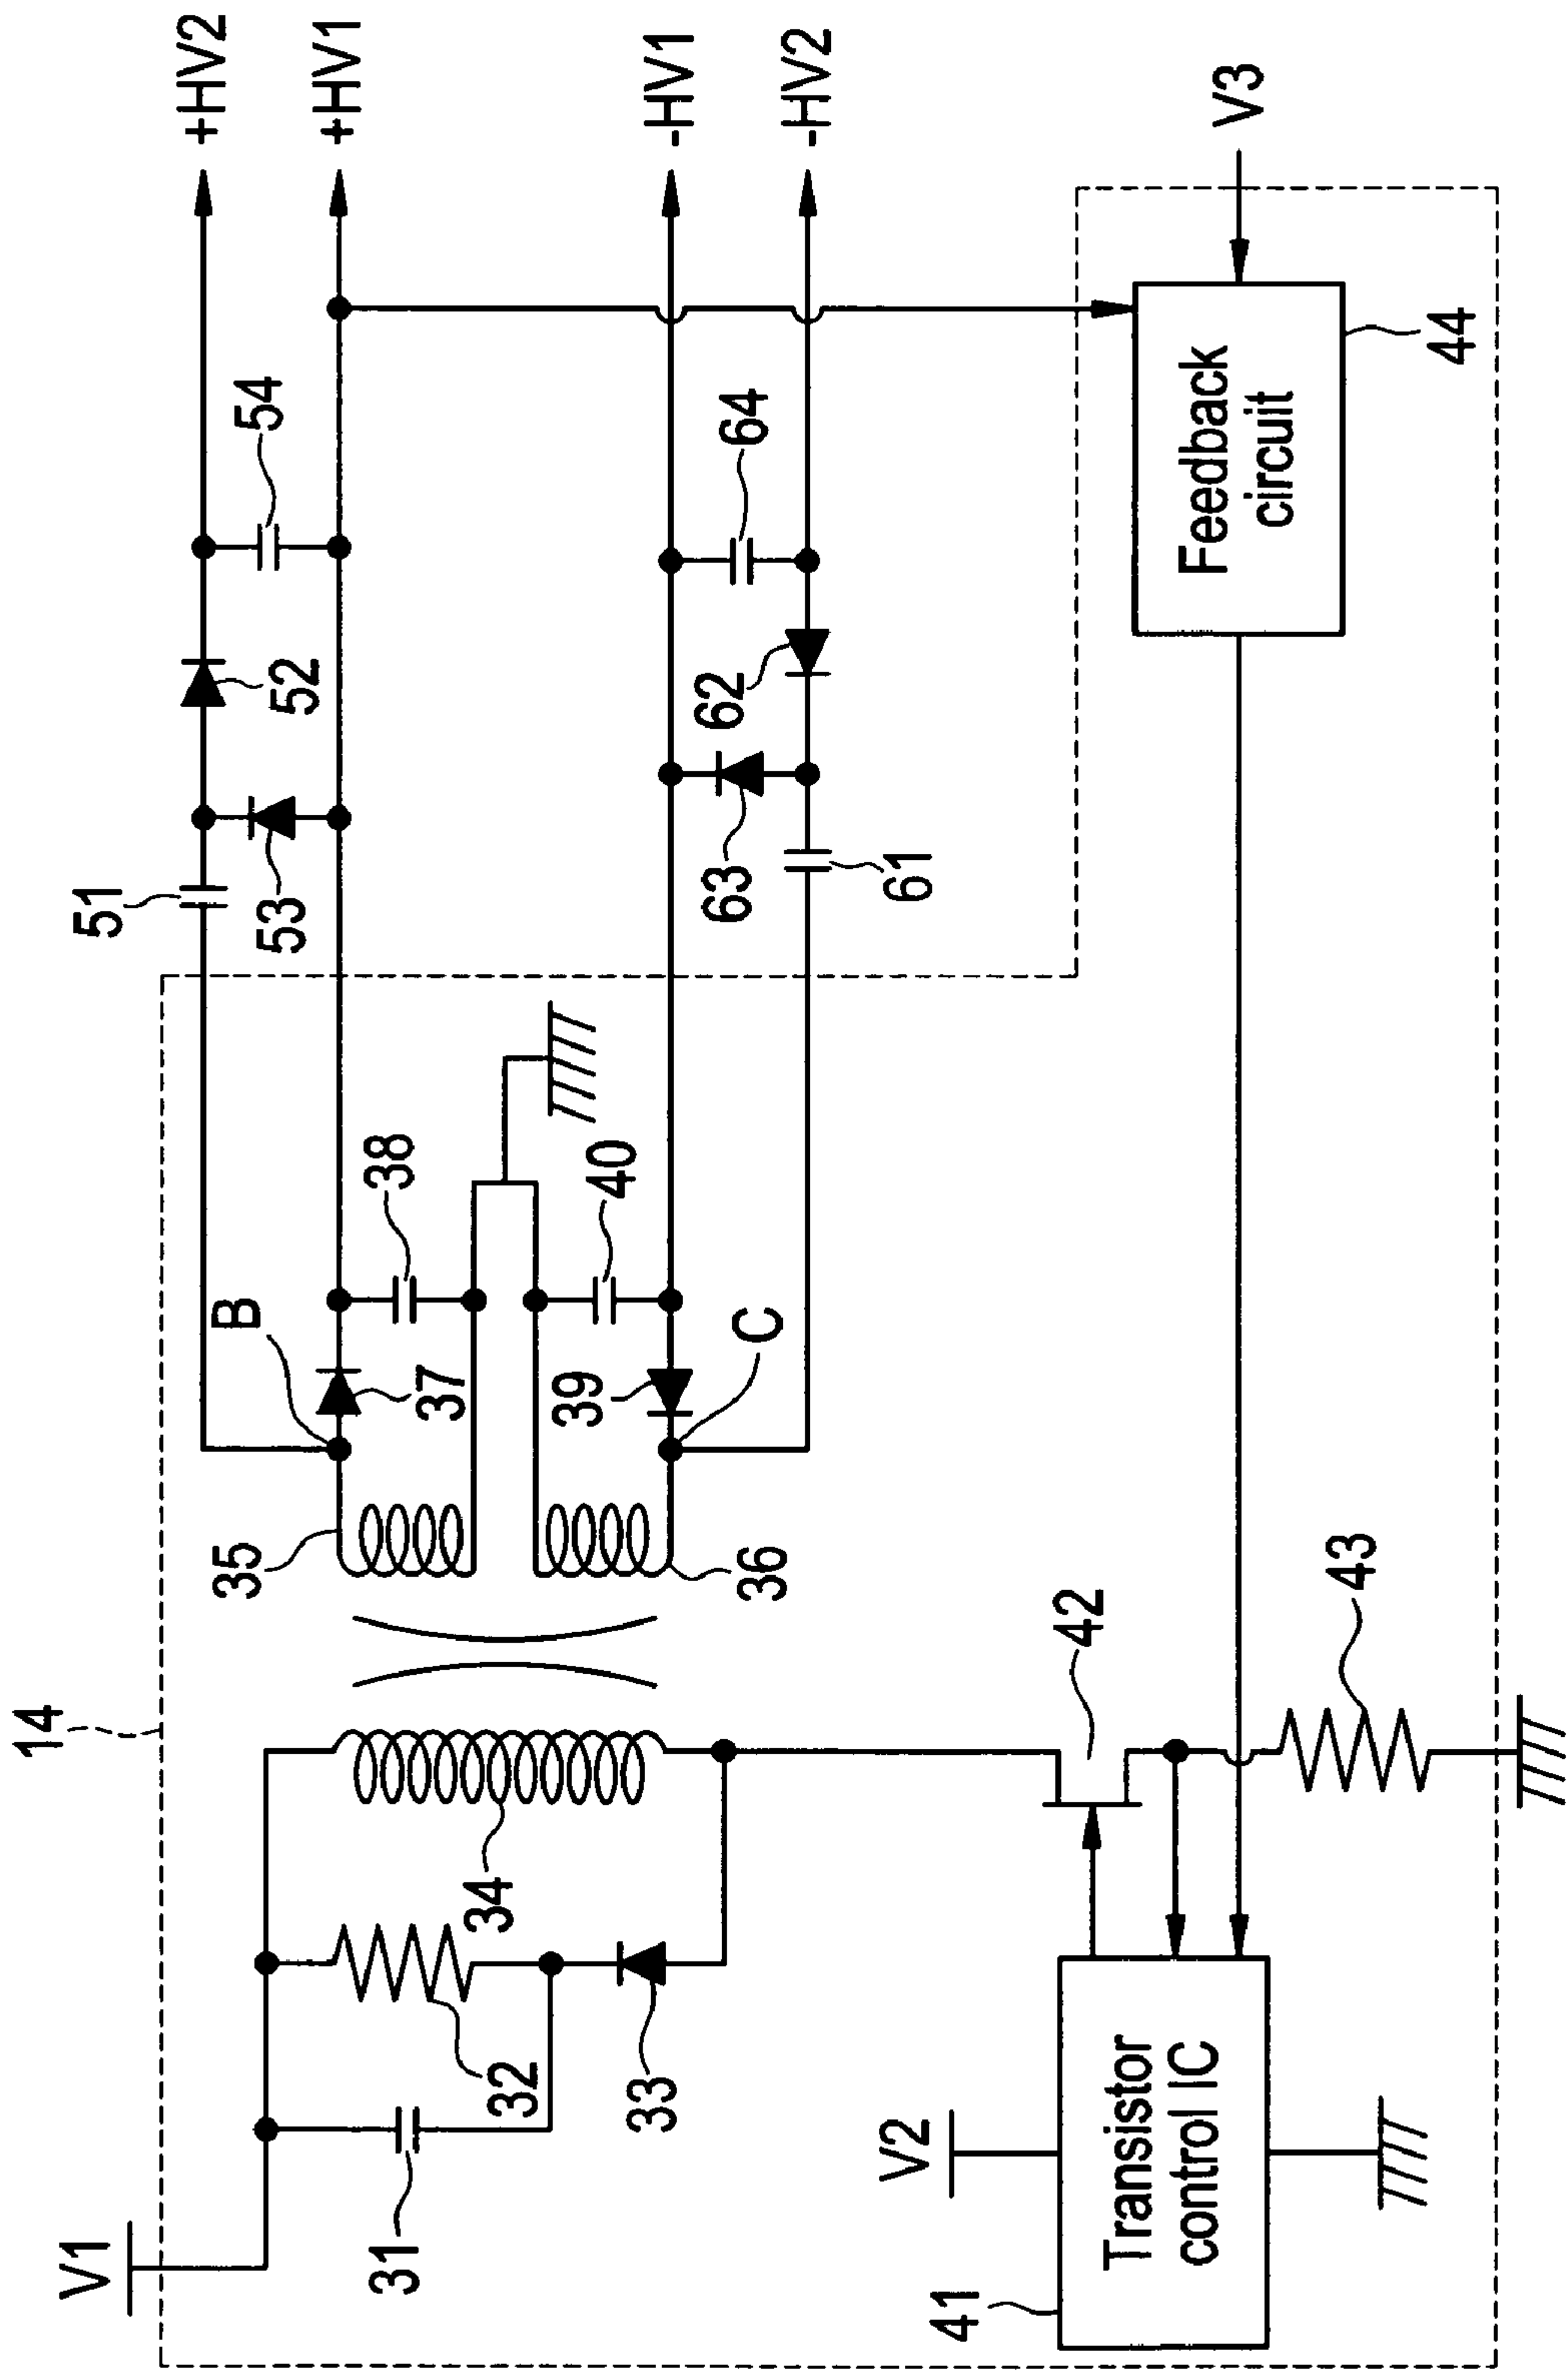 14
V1
31
32
33
34
35
36
B
37
38
39
40
C
51
52
53
54
61
62
63
64
+HV2
+HV1
-HV1
-HV2
V2
41
Transistor
control IC
42
43
Feedback
circuit
44
V3